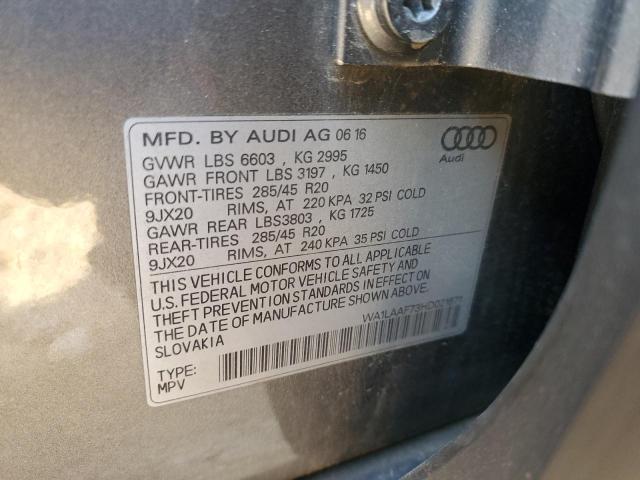 MFD. BY AUDI AG 06 16
Audi
GVWR LBS 6603 , KG 2995
GAWR FRONT LBS 3197 , KG 1450
FRONT-TIRES 285/45 R20
9JX20 RIMS, AT 220 KPA 32 PSI COLD
GAWR REAR LBS3803 , KG 1725
REAR-TIRES 285/45 R20
9JX20 RIMS, AT 240 KPA 35 PSI COLD
THIS VEHICLE CONFORMS TO ALL APPLICABLE
U.S. FEDERAL MOTOR VEHICLE SAFETY AND
THEFT PREVENTION STANDARDS IN EFFECT ON
THE DATE OF MANUFACTURE SHOWN ABOVE
SLOVAKIA
WA1LAAF73HD021671
TYPE:
MPV